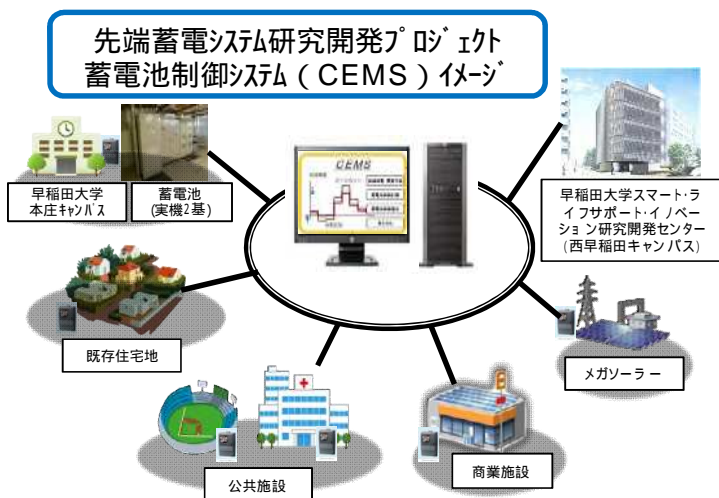 先端蓄電ｼｽﾃﾑ研究開発ﾌﾟﾛｼﾞｪｸﾄ
蓄電池制御ｼｽﾃﾑ（ＣＥＭＳ）ｲﾒｰｼﾞ
CEMS
早稲田大学
本庄ｷｬﾝﾊﾟｽ
蓄電池
(実機2基)
早稲田大学スマート･ラ
イフサポート･イノベー
ション研究開発センター
(西早稲田キャンパス)
既存住宅地
メガソーラー
公共施設
商業施設